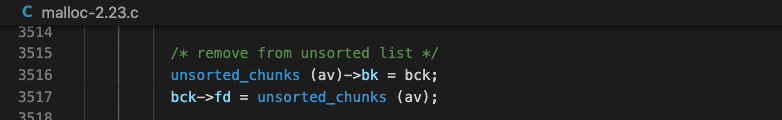 C malloc-2.23.c
3514
3515 /* remove from unsorted list */
3516 unsorted_chunks (av)->bk = bck;
3517 bck->fd = unsorted_chunks (av);
3518